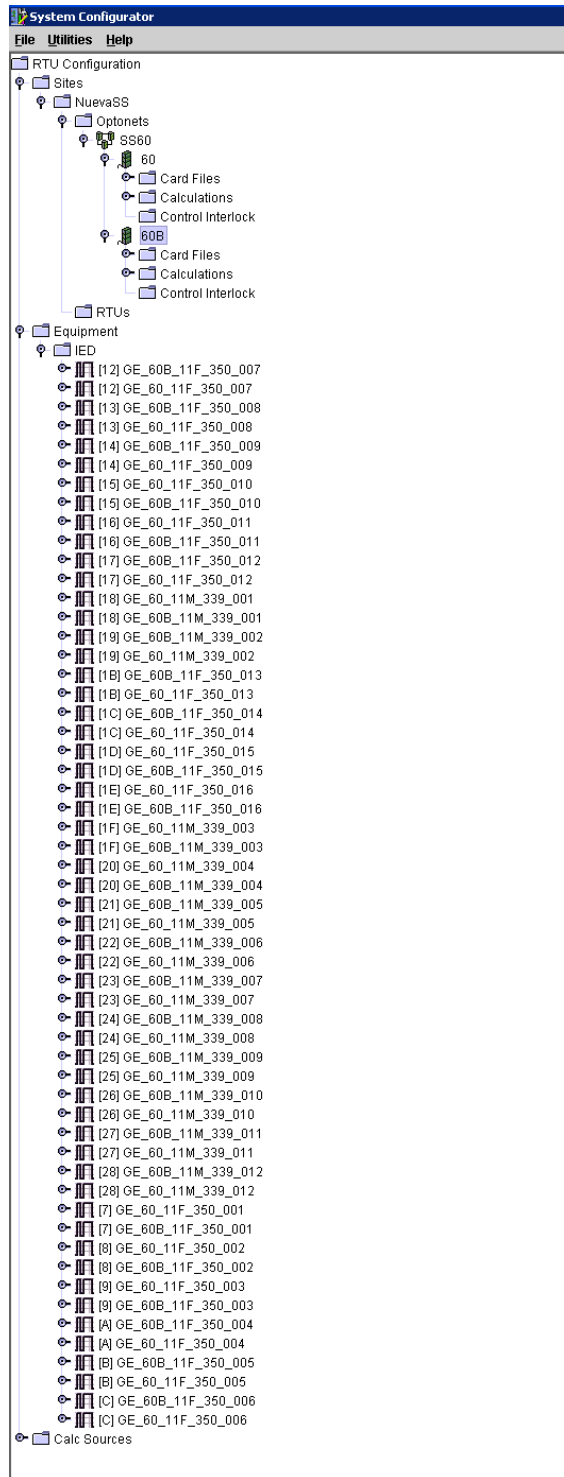 System Configurator
File Utilities Help
RTU Configuration
Sites
NuevaSS
Optonets
SS60
60
Card Files
Calculations
Control Interlock
60B
Card Files
Calculations
Control Interlock
RTUs
Equipment
IED
[12] GE_60B_11F_350_007
[12] GE_60_11F_350_007
[13] GE_60B_11F_350_008
[13] GE_60_11F_350_008
[14] GE_60B_11F_350_009
[14] GE_60_11F_350_009
[15] GE_60_11F_350_010
[15] GE_60B_11F_350_010
[16] GE_60_11F_350_011
[16] GE_60B_11F_350_011
[17] GE_60B_11F_350_012
[17] GE_60_11F_350_012
[18] GE_60_11M_339_001
[18] GE_60B_11M_339_001
[19] GE_60B_11M_339_002
[19] GE_60_11M_339_002
[1B] GE_60B_11F_350_013
[1B] GE_60_11F_350_013
[1C] GE_60B_11F_350_014
[1C] GE_60_11F_350_014
[1D] GE_60_11F_350_015
[1D] GE_60B_11F_350_015
[1E] GE_60_11F_350_016
[1E] GE_60B_11F_350_016
[1F] GE_60_11M_339_003
[1F] GE_60B_11M_339_003
[20] GE_60_11M_339_004
[20] GE_60B_11M_339_004
[21] GE_60B_11M_339_005
[21] GE_60_11M_339_005
[22] GE_60B_11M_339_006
[22] GE_60_11M_339_006
[23] GE_60B_11M_339_007
[23] GE_60_11M_339_007
[24] GE_60B_11M_339_008
[24] GE_60_11M_339_008
[25] GE_60B_11M_339_009
[25] GE_60_11M_339_009
[26] GE_60B_11M_339_010
[26] GE_60_11M_339_010
[27] GE_60B_11M_339_011
[27] GE_60_11M_339_011
[28] GE_60B_11M_339_012
[28] GE_60_11M_339_012
[7] GE_60_11F_350_001
[7] GE_60B_11F_350_001
[8] GE_60_11F_350_002
[8] GE_60B_11F_350_002
[9] GE_60_11F_350_003
[9] GE_60B_11F_350_003
[A] GE_60B_11F_350_004
[A] GE_60_11F_350_004
[B] GE_60B_11F_350_005
[B] GE_60_11F_350_005
[C] GE_60B_11F_350_006
[C] GE_60_11F_350_006
Calc Sources